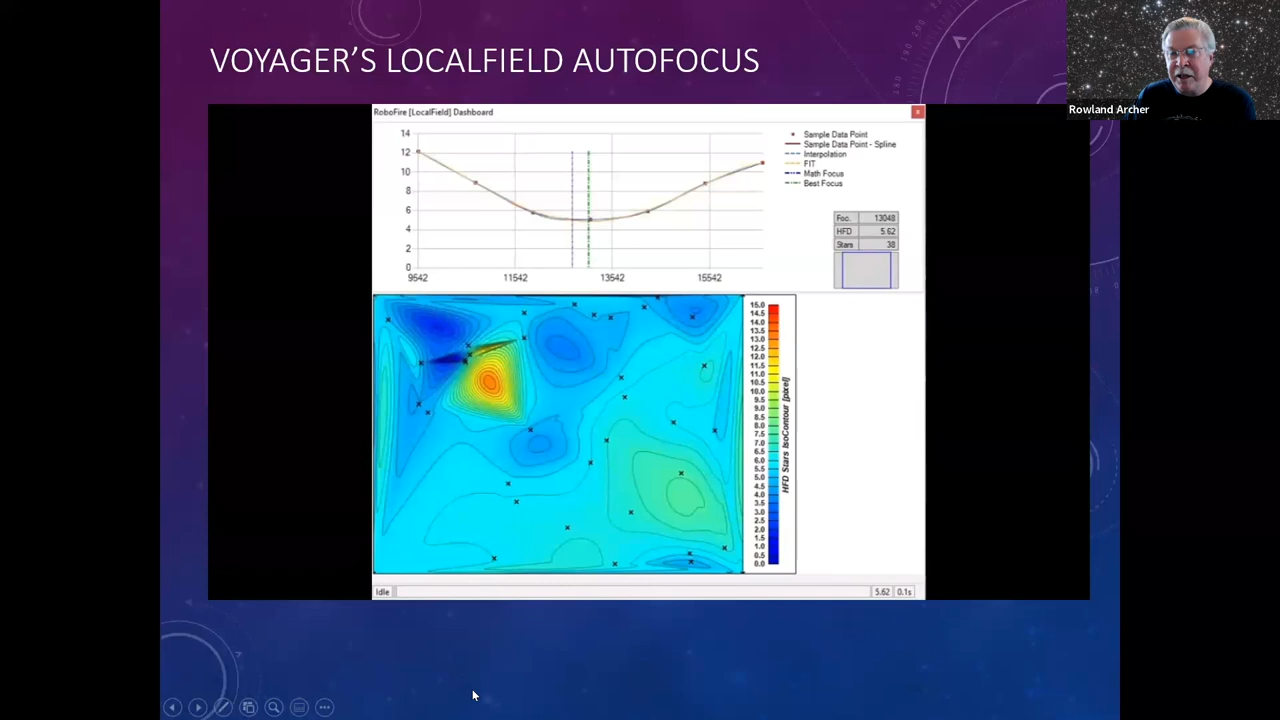 VOYAGER'S LOCALFIELD AUTOFOCUS
Rowland Archer
RoboFire [LocalField] Dashboard
x
14
12
10
8
6
4
2
0
9542
11542
13542
15542
Sample Data Point
Sample Data Point - Spline
Interpolation
FIT
Math Focus
Best Focus
Foc. 13048
HFD 5.62
Stars 38
15.0
14.5
14.0
13.5
13.0
12.5
12.0
11.5
11.0
10.5
10.0
9.5
9.0
8.5
8.0
7.5
7.0
6.5
6.0
5.5
5.0
4.5
4.0
3.5
3.0
2.5
2.0
1.5
1.0
0.5
0.0
HFD Stars IsoContour [pixel]
Idle
5.62
0.1s